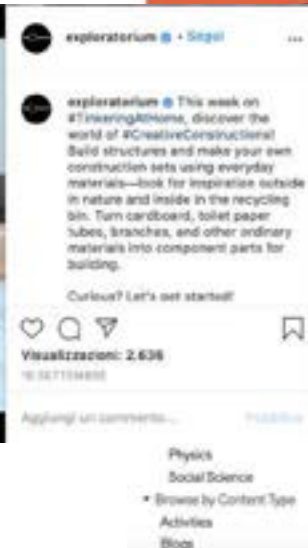 exploratorium • Segui
exploratorium This week on
#TinkeringAtHome, discover the
world of #CreativeConstructions!
Build structures and make your own
construction sets using everyday
materials—look for inspiration outside
in nature and inside in the recycling
bin. Turn cardboard, toilet paper
tubes, branches, and other ordinary
materials into component parts for
building.
Curious? Let's get started!
Visualizzazioni: 2.636
SETTEMBRE
Aggiungi un commento...
Pubblica
Physics
Social Science
Browse by Content Type
Activities
Blogs